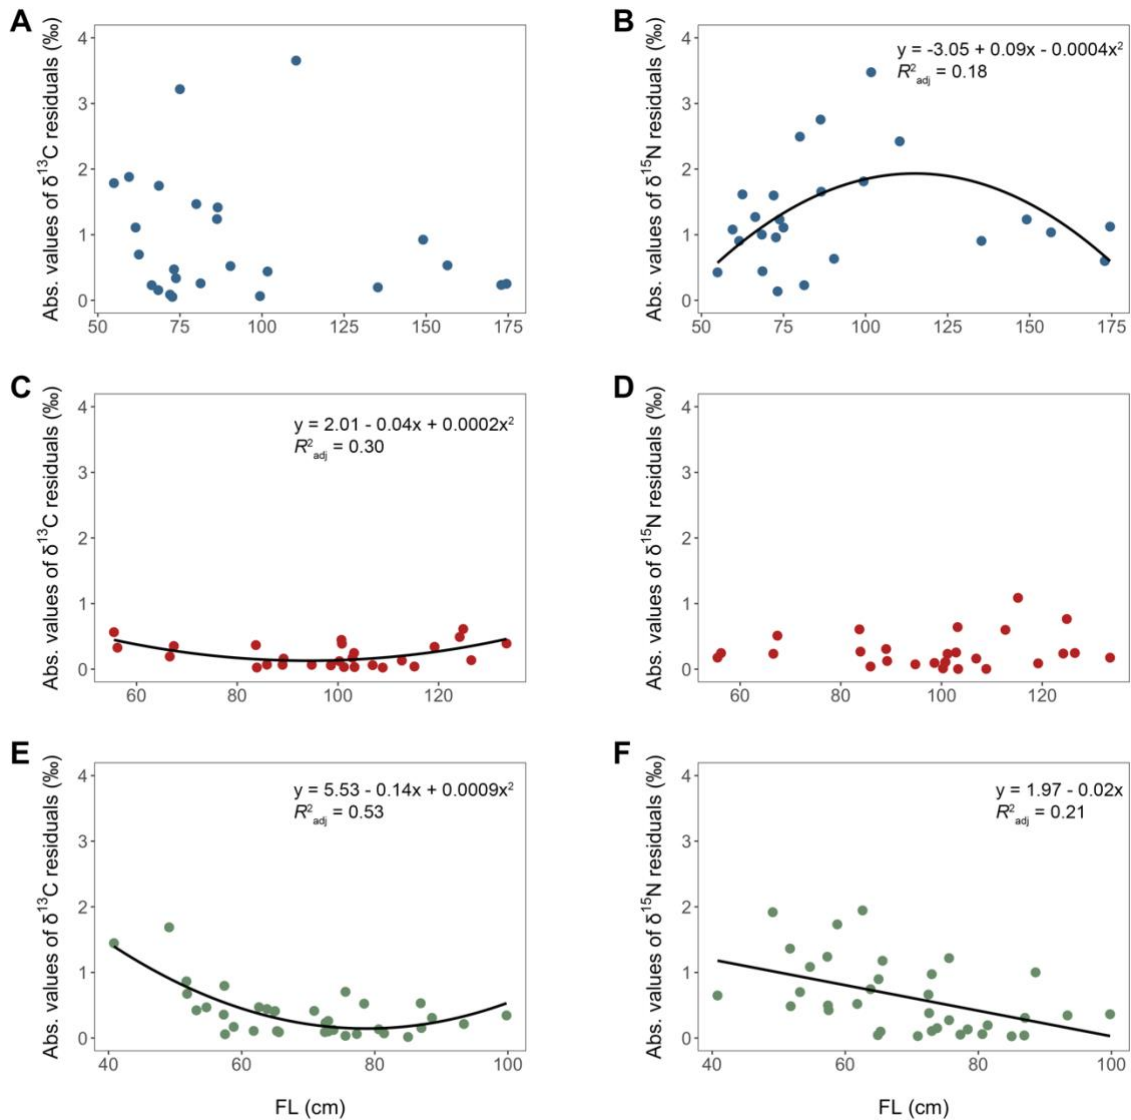 A
B
Abs. values of δ¹³C residuals (‰)
4
3
2
1
0
50 75 100 125 150 175
Abs. values of δ¹⁵N residuals (‰)
4
3
2
1
0
y = -3.05 + 0.09x - 0.0004x²
R²adj = 0.18
50 75 100 125 150 175
C
D
Abs. values of δ¹³C residuals (‰)
4
3
2
1
0
y = 2.01 - 0.04x + 0.0002x²
R²adj = 0.30
60 80 100 120
Abs. values of δ¹⁵N residuals (‰)
4
3
2
1
0
60 80 100 120
E
F
Abs. values of δ¹³C residuals (‰)
4
3
2
1
0
y = 5.53 - 0.14x + 0.0009x²
R²adj = 0.53
40 60 80 100
FL (cm)
Abs. values of δ¹⁵N residuals (‰)
4
3
2
1
0
y = 1.97 - 0.02x
R²adj = 0.21
40 60 80 100
FL (cm)